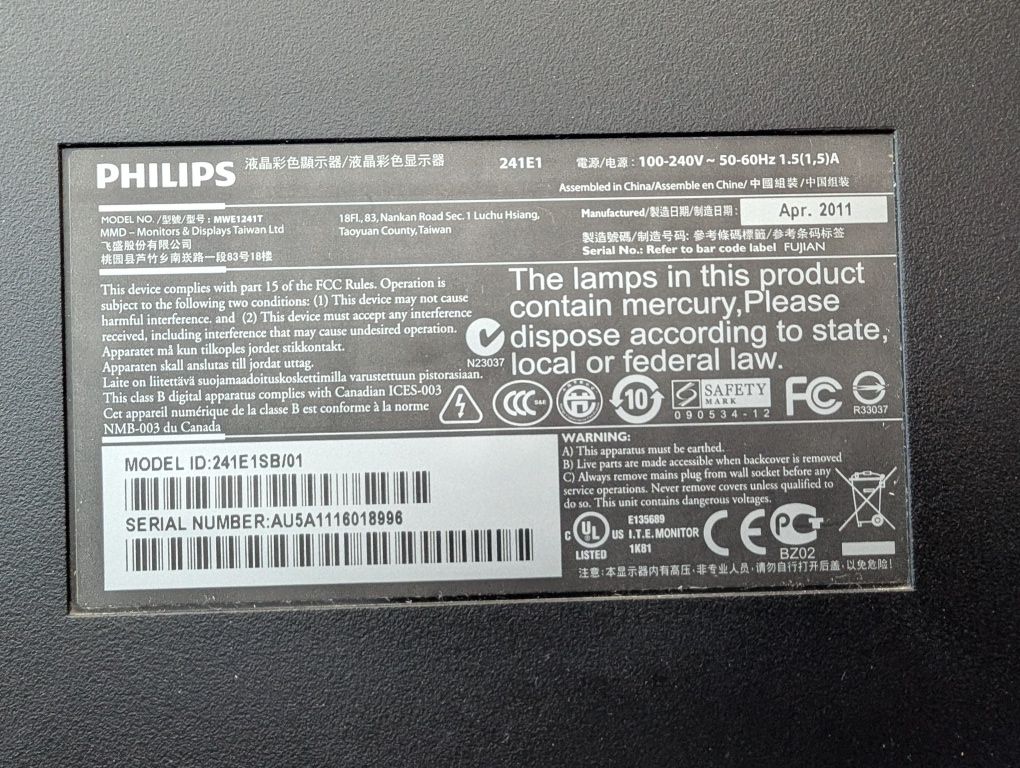 PHILIPS 液晶彩色顯示器/液晶彩色显示器 241E1 電源/电源 : 100-240V ~ 50-60Hz 1.5(1,5)A
Assembled in China/Assemble en Chine/ 中國組裝/中国组装
MODEL NO. /型號/型号 : MWE1241T
MMD – Monitors & Displays Taiwan Ltd
飞盛股份有限公司
桃园县芦竹乡南崁路一段83号18楼
18Fl., 83, Nankan Road Sec. 1 Luchu Hsiang,
Taoyuan County, Taiwan
Manufactured/製造日期/制造日期 : Apr. 2011
製造號碼/制造号码: 參考條碼標籤/参考条码标签
Serial No.: Refer to bar code label FUJIAN
This device complies with part 15 of the FCC Rules. Operation is
subject to the following two conditions: (1) This device may not cause
harmful interference. and (2) This device must accept any interference
received, including interference that may cause undesired operation.
Apparatet må kun tilkoples jordet stikkontakt.
Apparaten skall anslutas till jordat uttag.
Laite on liitettävä suojamaadoituskoskettimilla varustettuun pistorasiaan.
This class B digital apparatus complies with Canadian ICES-003
Cet appareil numérique de la classe B est conforme à la norme
NMB-003 du Canada
The lamps in this product
contain mercury,Please
dispose according to state,
local or federal law.
N23037
CCC S&E
10
S SAFETY
MARK
090534-12
FC
R33037
MODEL ID:241E1SB/01
SERIAL NUMBER:AU5A1116018996
WARNING:
A) This apparatus must be earthed.
B) Live parts are made accessible when backcover is removed
C) Always remove mains plug from wall socket before any
service operations. Never remove covers unless qualified to
do so. This unit contains dangerous voltages.
C UL US LISTED
E135689
I.T.E.MONITOR
1K81
CE
BZ02
注意: 本显示器内有高压, 非专业人员, 请勿自行打开后盖, 以免危险!